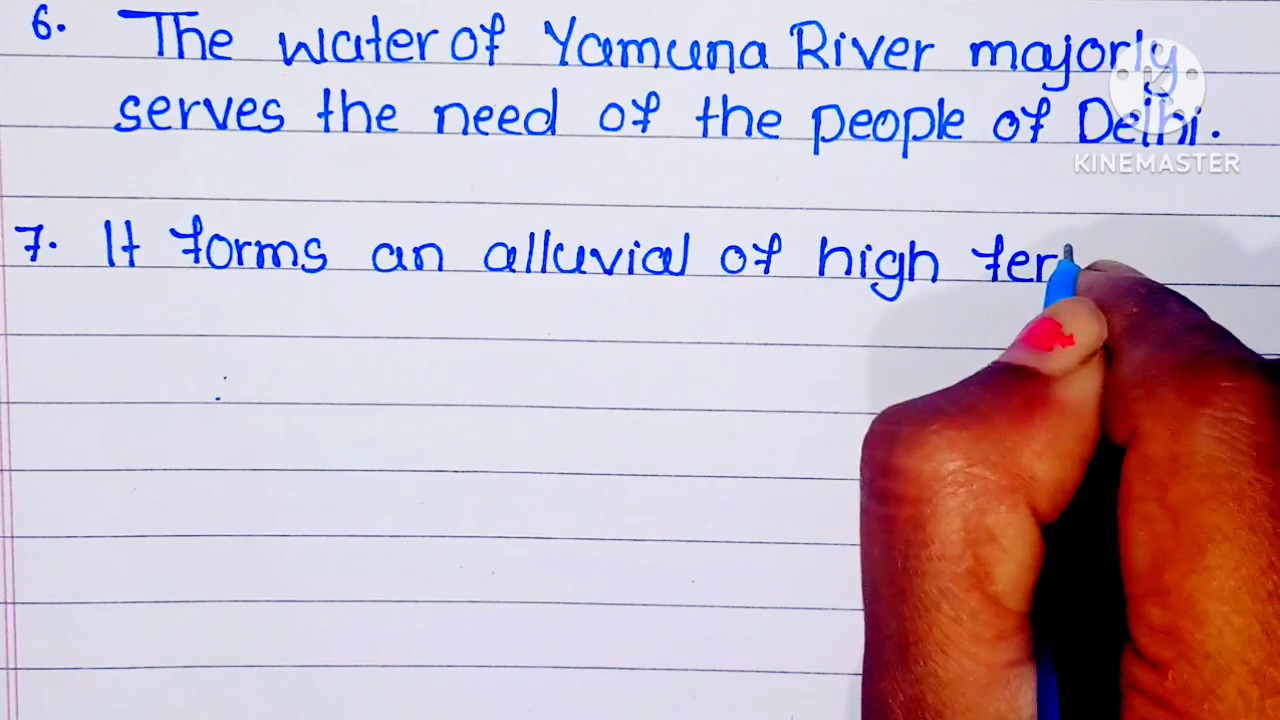 6. The water of Yamuna River majorly
serves the need of the people of Delhi.
KINEMASTER
7. It forms an alluvial of high fer